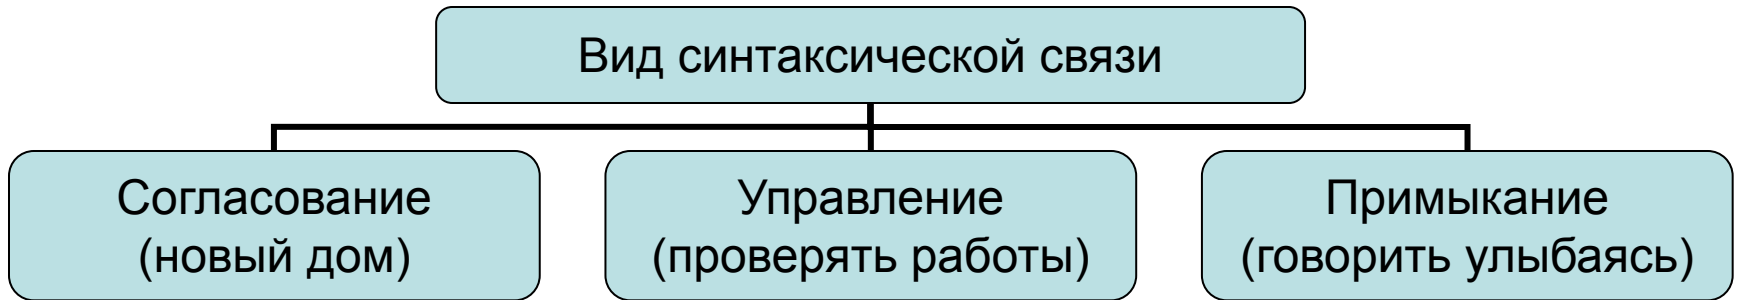 Вид синтаксической связи
Согласование
(новый дом)
Управление
(проверять работы)
Примыкание
(говорить улыбаясь)